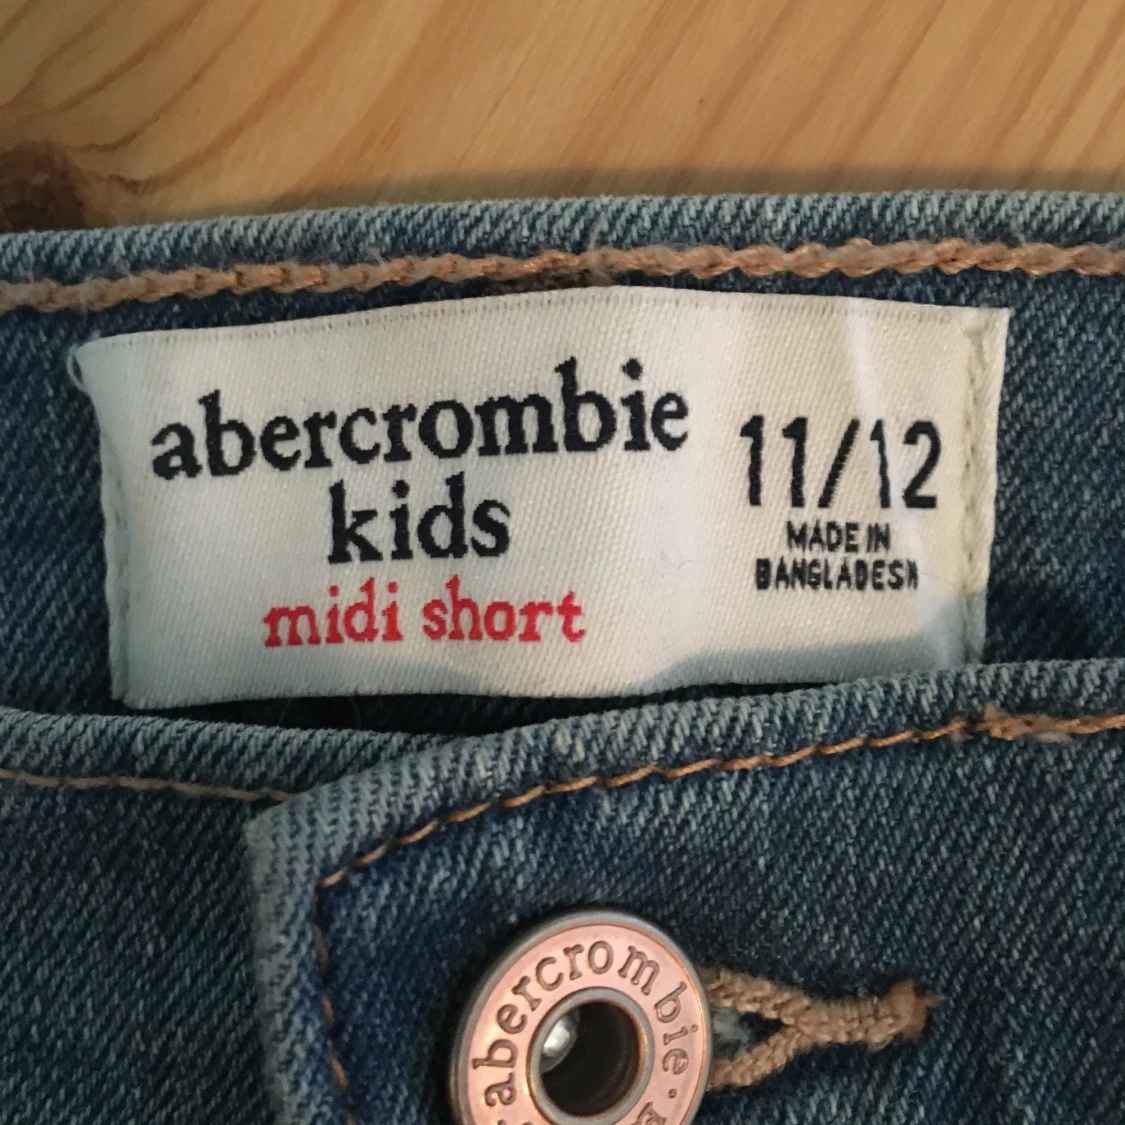 abercrombie
kids
midi short
11/12
MADE IN
BANGLADESH
abercrombie